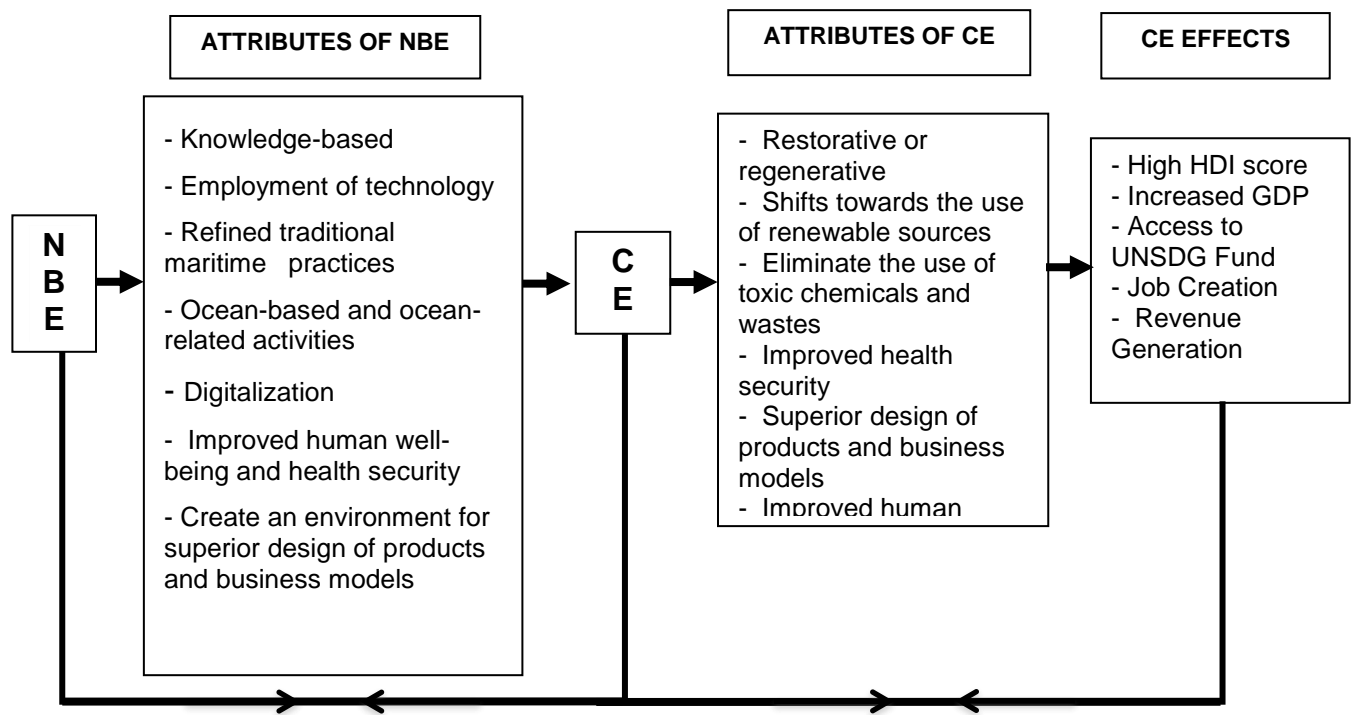 ATTRIBUTES OF NBE
ATTRIBUTES OF CE
CE EFFECTS
N
B
E
- Knowledge-based
- Employment of technology
- Refined traditional
maritime practices
- Ocean-based and ocean-
related activities
- Digitalization
- Improved human well-
being and health security
- Create an environment for
superior design of products
and business models
C
E
- Restorative or
regenerative
- Shifts towards the use
of renewable sources
- Eliminate the use of
toxic chemicals and
wastes
- Improved health
security
- Superior design of
products and business
models
- Improved human
- High HDI score
- Increased GDP
- Access to
UNSDG Fund
- Job Creation
- Revenue
Generation